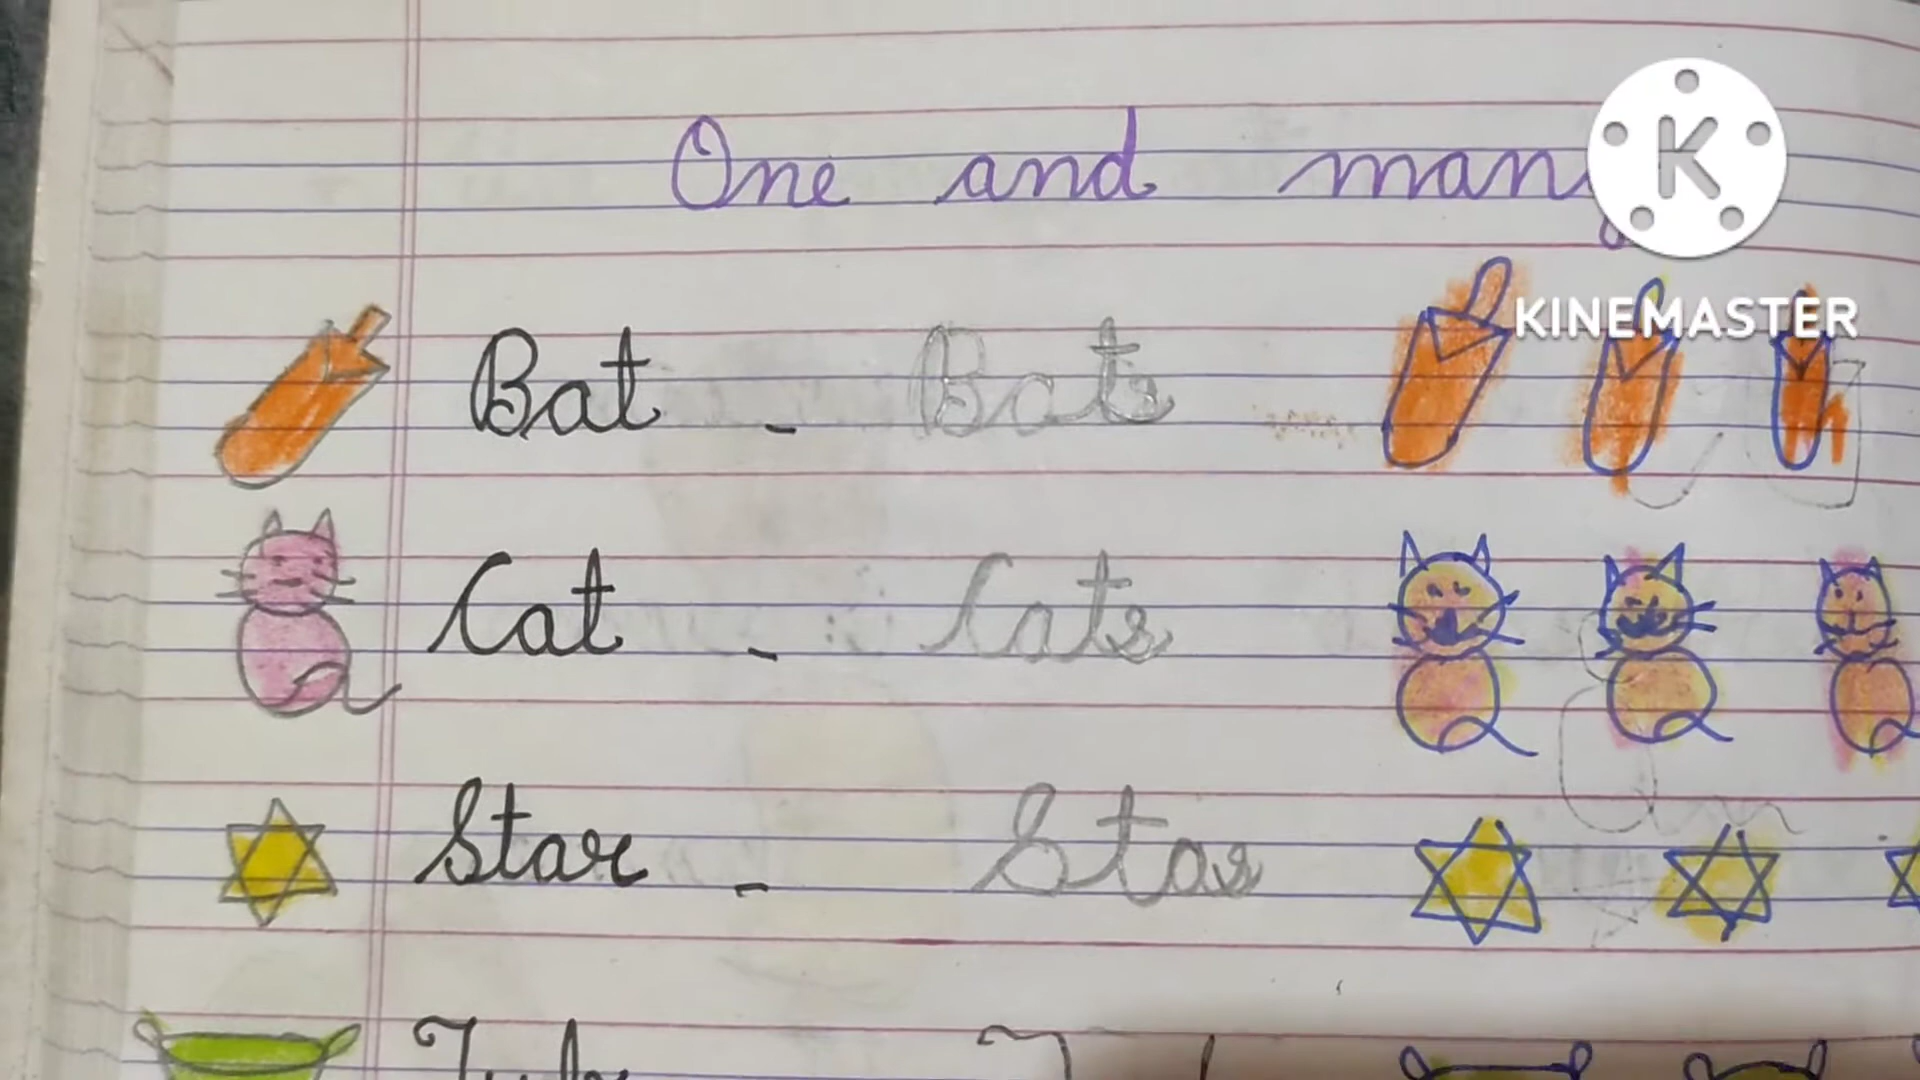 One and many
K
KINEMASTER
Bat - Bats
Cat - Cats
Star - Stas